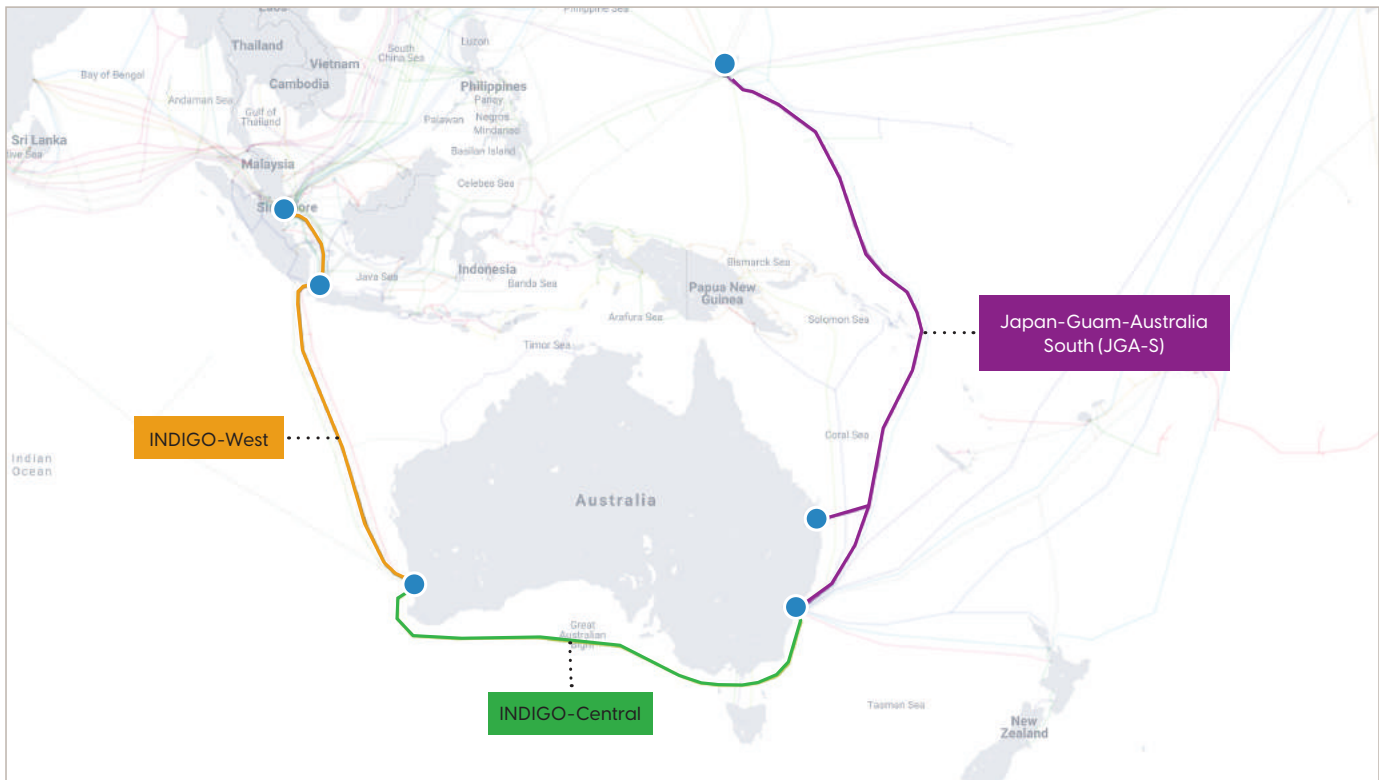 Philippine Sea
Laos
Thailand
Vietnam
Cambodia
South
China Sea
Luzon
Bay of Bengal
Andaman Sea
Gulf of
Thailand
Philippines
Panay
Negros
Palawan
Mindanao
Basilan Island
Sri Lanka
Malaysia
Celebes Sea
Java Sea
Indonesia
Banda Sea
Bismarck Sea
Papua New
Guinea
Arafura Sea
Solomon Sea
Timor Sea
Japan-Guam-Australia
South (JGA-S)
INDIGO-West
Coral Sea
Indian
Ocean
Australia
Great
Australian
Bight
INDIGO-Central
Tasman Sea
New
Zealand